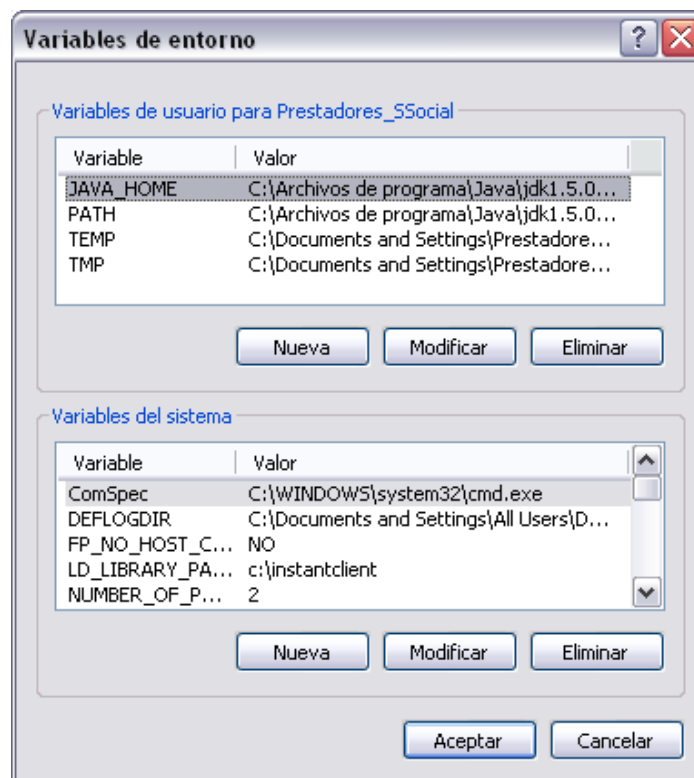 Variables de entorno
Variables de usuario para Prestadores_SSocial
Variable Valor
JAVA_HOME C:\Archivos de programa\Java\jdk1.5.0...
PATH C:\Archivos de programa\Java\jdk1.5.0...
TEMP C:\Documents and Settings\Prestadore...
TMP C:\Documents and Settings\Prestadore...
Nueva Modificar Eliminar
Variables del sistema
Variable Valor
ComSpec C:\WINDOWS\system32\cmd.exe
DEFLOGDIR C:\Documents and Settings\All Users\D...
FP_NO_HOST_C... NO
LD_LIBRARY_PA... c:\instantclient
NUMBER_OF_P... 2
Nueva Modificar Eliminar
Aceptar Cancelar